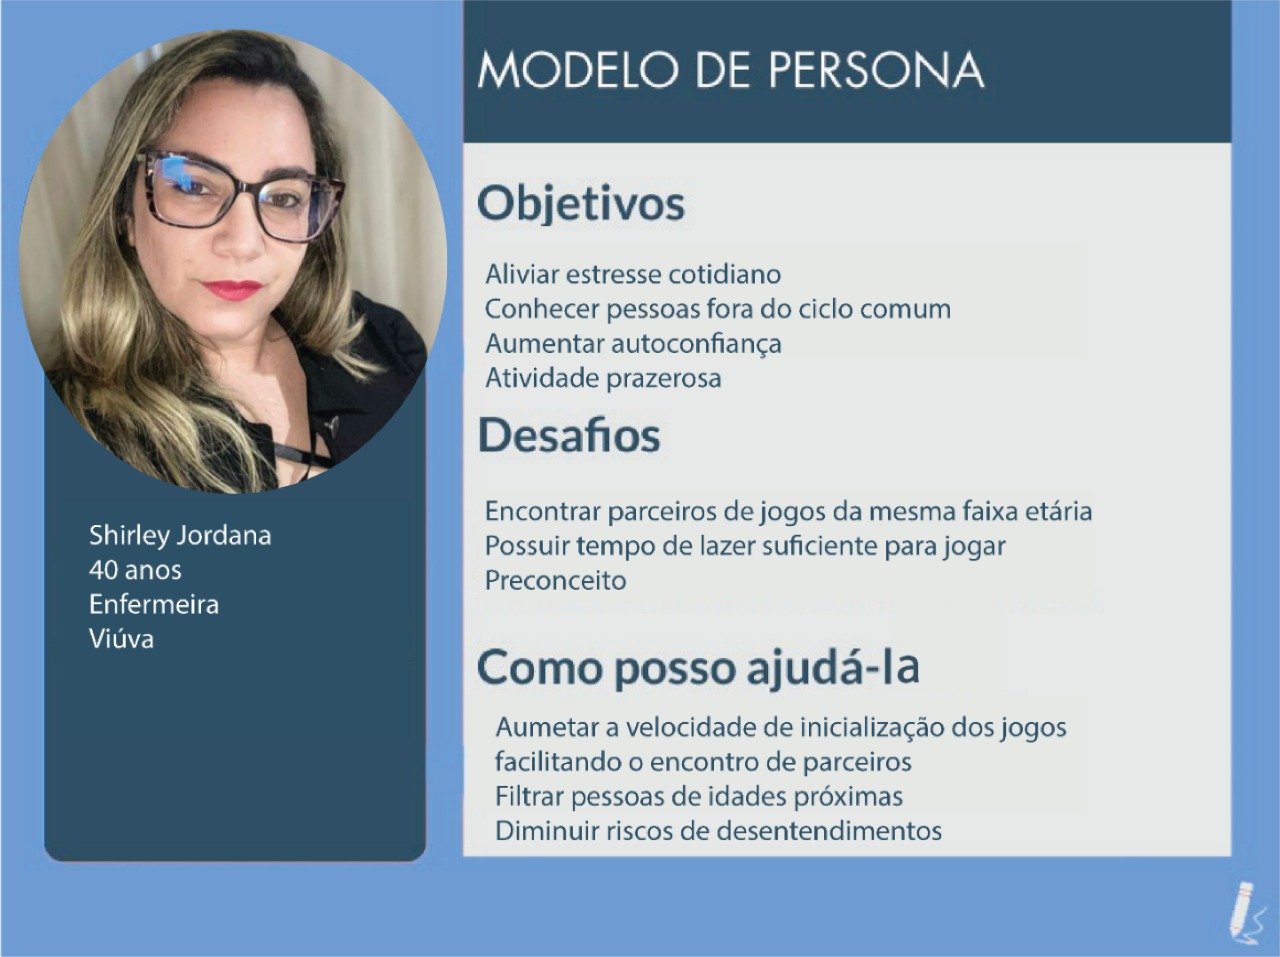 MODELO DE PERSONA
Objetivos
Aliviar estresse cotidiano
Conhecer pessoas fora do ciclo comum
Aumentar autoconfiança
Atividade prazerosa
Desafios
Encontrar parceiros de jogos da mesma faixa etária
Possuir tempo de lazer suficiente para jogar
Preconceito
Como posso ajudá-la
Aumetar a velocidade de inicialização dos jogos
facilitando o encontro de parceiros
Filtrar pessoas de idades próximas
Diminuir riscos de desentendimentos
Shirley Jordana
40 anos
Enfermeira
Viúva